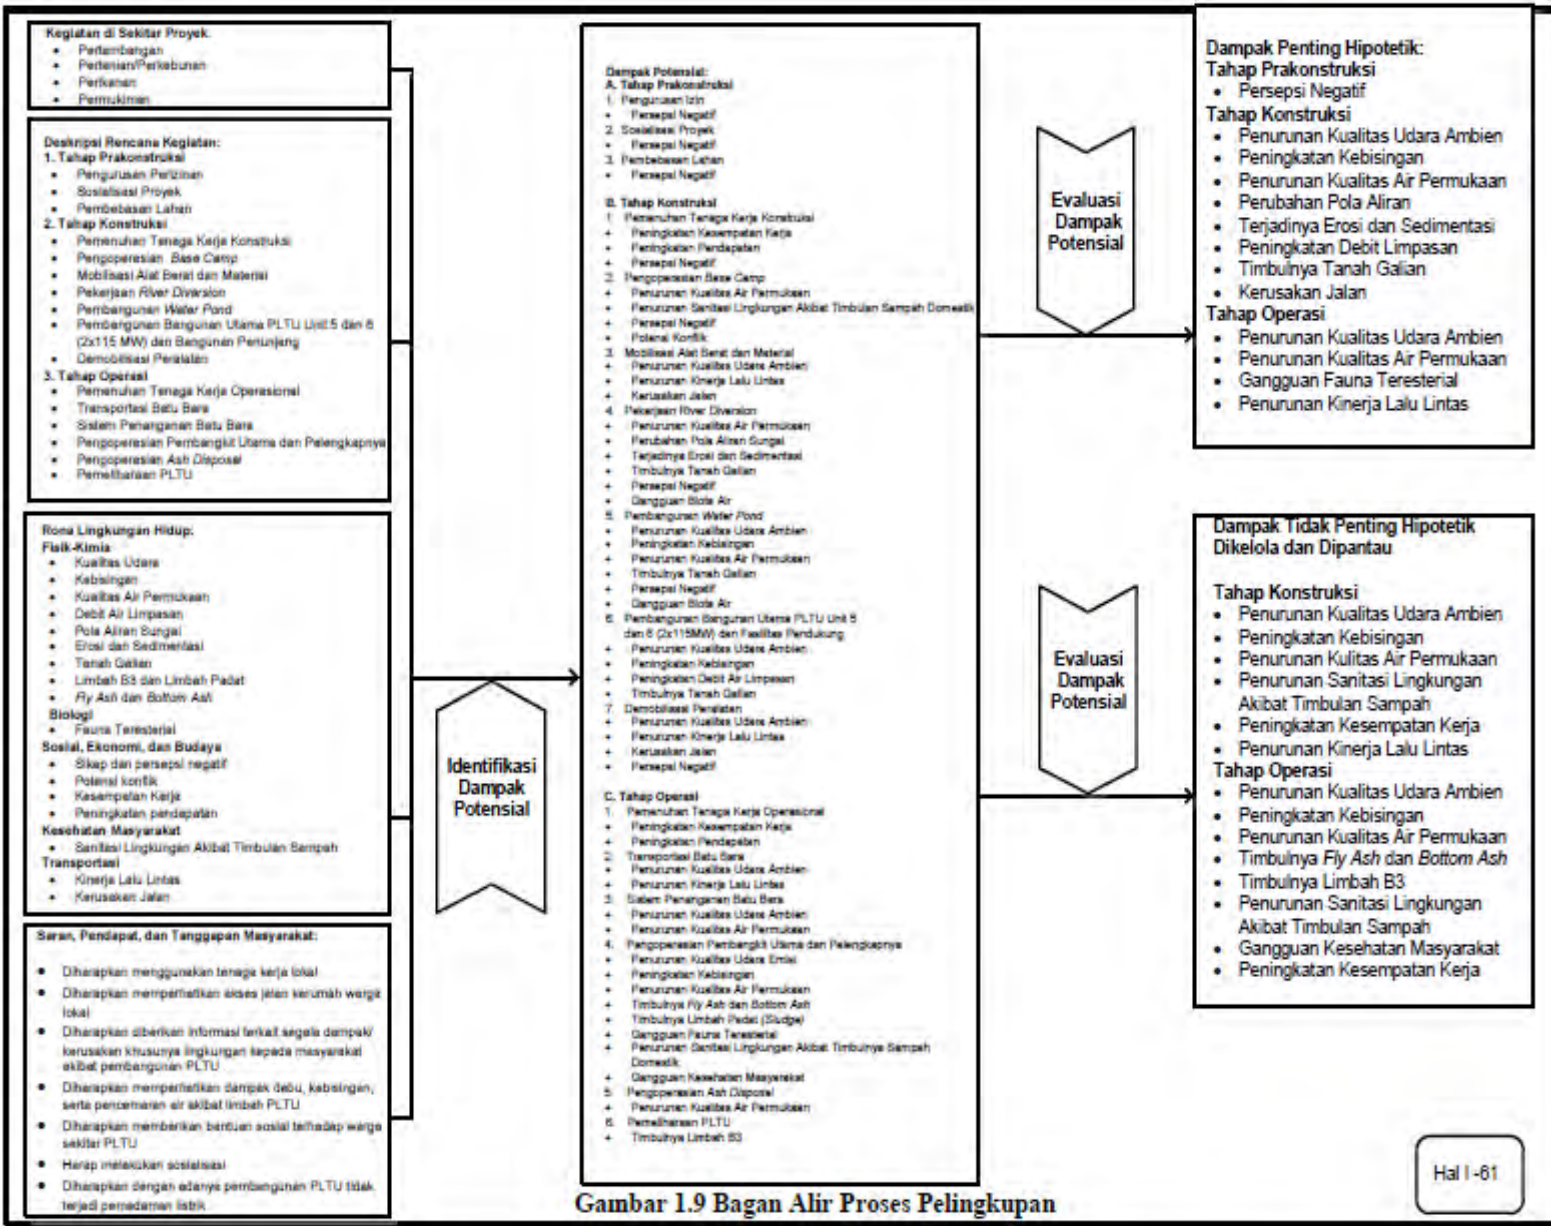 Kegiatan di Sekitar Proyek.
• Pertambangan
• Pertanian/Perkebunan
• Perikanan
• Permukiman
Deskripsi Rencana Kegiatan:
1. Tahap Prakonstruksi
• Pengurusan Perizinan
• Sosialisasi Proyek
• Pembebasan Lahan
2. Tahap Konstruksi
• Pemenuhan Tenaga Kerja Konstruksi
• Pengoperasian Base Camp
• Mobilisasi Alat Berat dan Material
• Pekerjaan River Diversion
• Pembangunan Water Pond
• Pembangunan Bangunan Utama PLTU Unit 5 dan 6
(2x115 MW) dan Bangunan Penunjang
• Demobilisasi Peralatan
3. Tahap Operasi
• Pemenuhan Tenaga Kerja Operasional
• Transportasi Batu Bara
• Sistem Penanganan Batu Bara
• Pengoperasian Pembangkit Utama dan Pelengkapnya
• Pengoperasian Ash Disposal
• Pemeliharaan PLTU
Rona Lingkungan Hidup:
Fisik-Kimia
• Kualitas Udara
• Kebisingan
• Kualitas Air Permukaan
• Debit Air Limpasan
• Pola Aliran Sungai
• Erosi dan Sedimentasi
• Tanah Galian
• Limbah B3 dan Limbah Padat
• Fly Ash dan Bottom Ash
Biologi
• Fauna Teresterial
Sosial, Ekonomi, dan Budaya
• Sikap dan persepsi negatif
• Potensi konflik
• Kesempatan Kerja
• Peningkatan pendapatan
Kesehatan Masyarakat
• Sanitasi Lingkungan Akibat Timbulan Sampah
Transportasi
• Kinerja Lalu Lintas
• Kerusakan Jalan
Saran, Pendapat, dan Tanggapan Masyarakat:
• Diharapkan menggunakan tenaga kerja lokal
• Diharapkan memperhatikan akses jalan kerumah warga
lokal
• Diharapkan diberikan informasi terkait segala dampak/
kerusakan khusunya lingkungan kepada masyarakat
akibat pembangunan PLTU
• Diharapkan memperhatikan dampak debu, kebisingan,
serta pencemaran air akibat limbah PLTU
• Diharapkan memberikan bantuan sosial terhadap warga
sekitar PLTU
• Harap melakukan sosialisasi
• Diharapkan dengan adanya pembangunan PLTU tidak
terjadi pemadaman listrik
Identifikasi
Dampak
Potensial
Dampak Potensial:
A. Tahap Prakonstruksi
1. Pengurusan Izin
• Persepsi Negatif
2. Sosialisasi Proyek
• Persepsi Negatif
3. Pembebasan Lahan
• Persepsi Negatif
B. Tahap Konstruksi
1. Pemenuhan Tenaga Kerja Konstruksi
• Peningkatan Kesempatan Kerja
• Peningkatan Pendapatan
• Persepsi Negatif
2. Pengoperasian Base Camp
• Penurunan Kualitas Air Permukaan
• Penurunan Sanitasi Lingkungan Akibat Timbulan Sampah Domestik
• Persepsi Negatif
• Potensi Konflik
3. Mobilisasi Alat Berat dan Material
• Penurunan Kualitas Udara Ambien
• Penurunan Kinerja Lalu Lintas
• Kerusakan Jalan
4. Pekerjaan River Diversion
• Penurunan Kualitas Air Permukaan
• Perubahan Pola Aliran Sungai
• Terjadinya Erosi dan Sedimentasi
• Timbulnya Tanah Galian
• Persepsi Negatif
• Gangguan Biota Air
5. Pembangunan Water Pond
• Penurunan Kualitas Udara Ambien
• Peningkatan Kebisingan
• Penurunan Kualitas Air Permukaan
• Timbulnya Tanah Galian
• Persepsi Negatif
• Gangguan Biota Air
6. Pembangunan Bangunan Utama PLTU Unit 5
dan 6 (2x115MW) dan Fasilitas Pendukung
• Penurunan Kualitas Udara Ambien
• Peningkatan Kebisingan
• Peningkatan Debit Air Limpasan
• Timbulnya Tanah Galian
7. Demobilisasi Peralatan
• Penurunan Kualitas Udara Ambien
• Penurunan Kinerja Lalu Lintas
• Kerusakan Jalan
• Persepsi Negatif
C. Tahap Operasi
1. Pemenuhan Tenaga Kerja Operasional
• Peningkatan Kesempatan Kerja
• Peningkatan Pendapatan
2. Transportasi Batu Bara
• Penurunan Kualitas Udara Ambien
• Penurunan Kinerja Lalu Lintas
3. Sistem Penanganan Batu Bara
• Penurunan Kualitas Udara Ambien
• Penurunan Kualitas Air Permukaan
4. Pengoperasian Pembangkit Utama dan Pelengkapnya
• Penurunan Kualitas Udara Emisi
• Peningkatan Kebisingan
• Penurunan Kualitas Air Permukaan
• Timbulnya Fly Ash dan Bottom Ash
• Timbulnya Limbah Padat (Sludge)
• Gangguan Fauna Teresterial
• Penurunan Sanitasi Lingkungan Akibat Timbulnya Sampah
Domestik
• Gangguan Kesehatan Masyarakat
5. Pengoperasian Ash Disposal
• Penurunan Kualitas Air Permukaan
6. Pemeliharaan PLTU
• Timbulnya Limbah B3
Evaluasi
Dampak
Potensial
Dampak Penting Hipotetik:
Tahap Prakonstruksi
• Persepsi Negatif
Tahap Konstruksi
• Penurunan Kualitas Udara Ambien
• Peningkatan Kebisingan
• Penurunan Kualitas Air Permukaan
• Perubahan Pola Aliran
• Terjadinya Erosi dan Sedimentasi
• Peningkatan Debit Limpasan
• Timbulnya Tanah Galian
• Kerusakan Jalan
Tahap Operasi
• Penurunan Kualitas Udara Ambien
• Penurunan Kualitas Air Permukaan
• Gangguan Fauna Teresterial
• Penurunan Kinerja Lalu Lintas
Evaluasi
Dampak
Potensial
Dampak Tidak Penting Hipotetik
Dikelola dan Dipantau
Tahap Konstruksi
• Penurunan Kualitas Udara Ambien
• Peningkatan Kebisingan
• Penurunan Kulitas Air Permukaan
• Penurunan Sanitasi Lingkungan
Akibat Timbulan Sampah
• Peningkatan Kesempatan Kerja
• Penurunan Kinerja Lalu Lintas
Tahap Operasi
• Penurunan Kualitas Udara Ambien
• Peningkatan Kebisingan
• Penurunan Kualitas Air Permukaan
• Timbulnya Fly Ash dan Bottom Ash
• Timbulnya Limbah B3
• Penurunan Sanitasi Lingkungan
Akibat Timbulan Sampah
• Gangguan Kesehatan Masyarakat
• Peningkatan Kesempatan Kerja
Hal I -61
Gambar 1.9 Bagan Alir Proses Pelingkupan